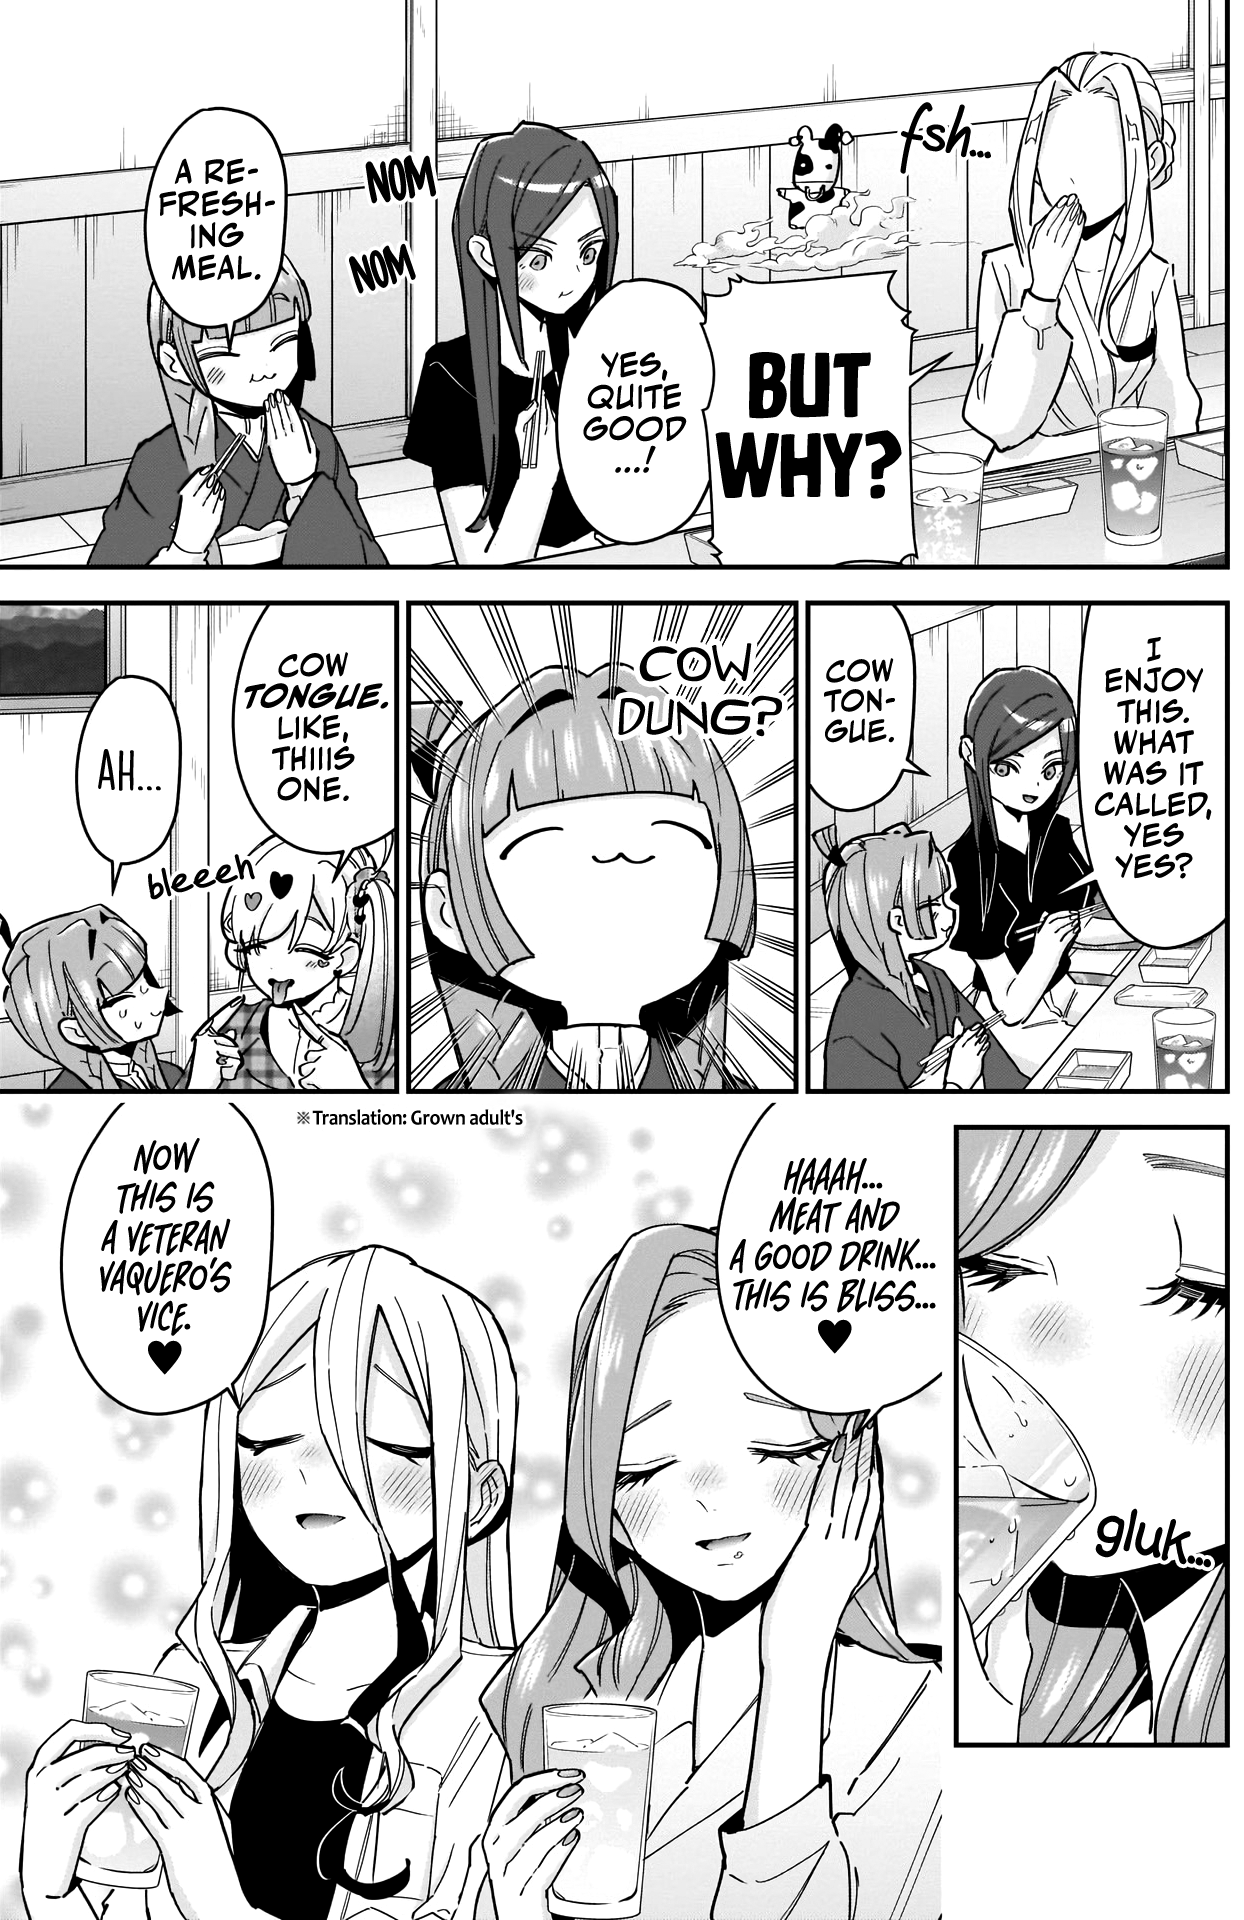 fsh...
BUT
WHY?
YES,
QUITE
GOOD
...!
NOM
NOM
A RE-
FRESH-
ING
MEAL.
I
ENJOY
THIS.
WHAT
WAS IT
CALLED,
YES
YES?
COW
TON-
GUE.
COW
DUNG?
COW
TONGUE.
LIKE,
THIIIS
ONE.
bleeeh
AH...
gluk...
HAAAH...
MEAT AND
A GOOD DRINK...
THIS IS BLISS...
♥
NOW
THIS IS
A VETERAN
VAQUERO'S
VICE.
♥
※ Translation: Grown adult's